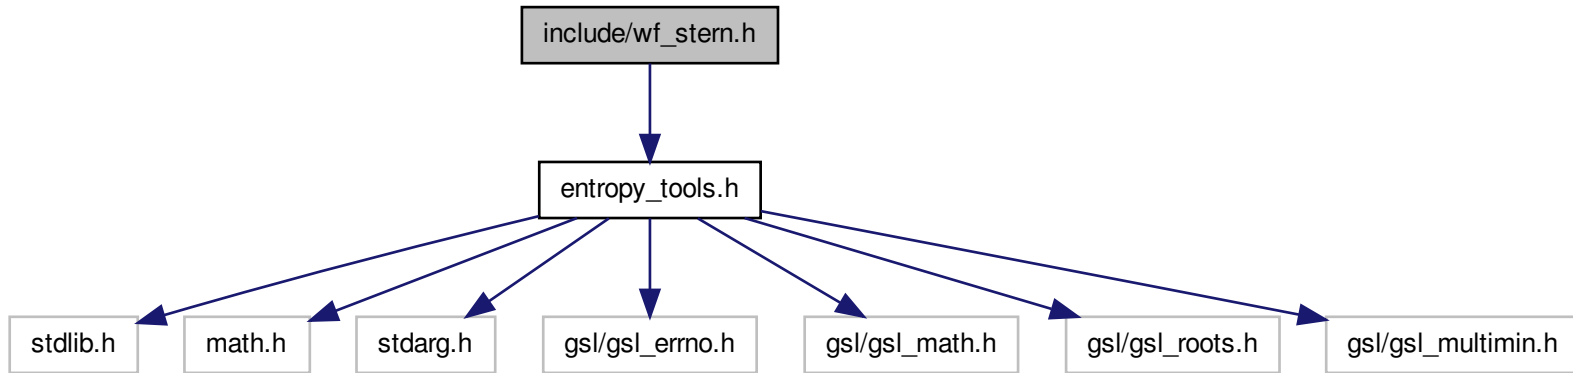 include/wf_stern.h
entropy_tools.h
stdlib.h
math.h
stdarg.h
gsl/gsl_errno.h
gsl/gsl_math.h
gsl/gsl_roots.h
gsl/gsl_multimin.h